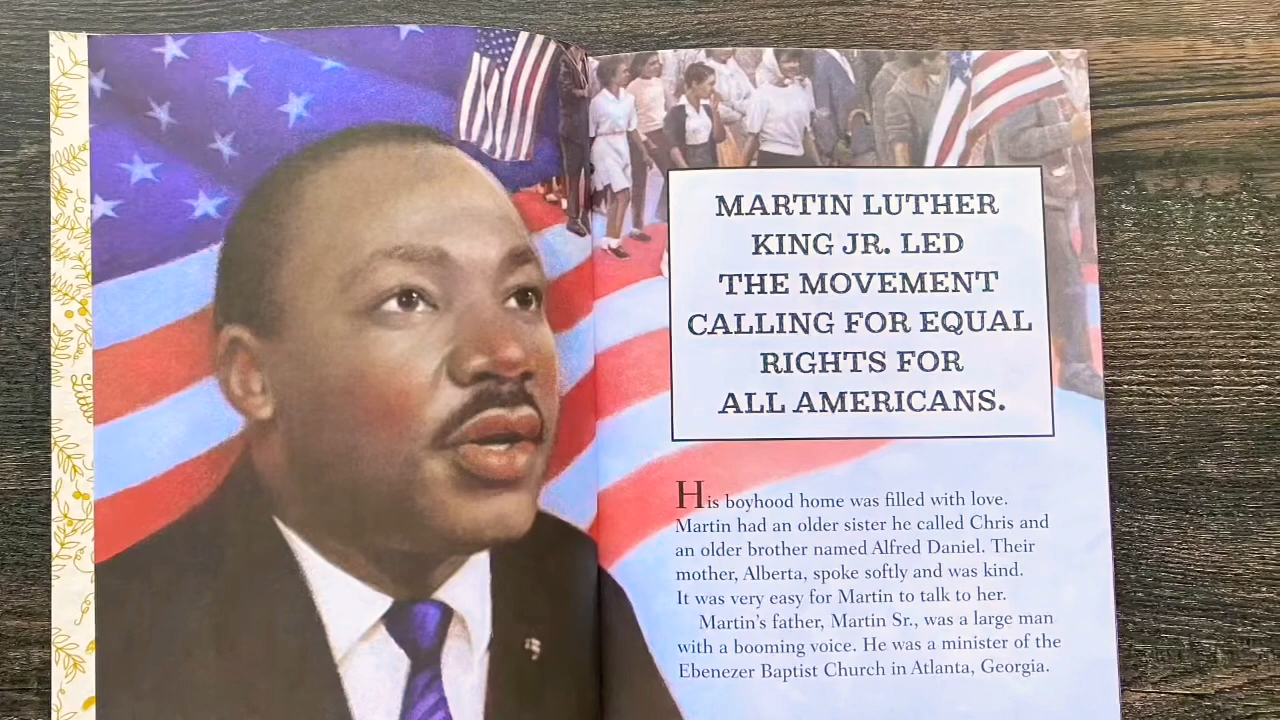 MARTIN LUTHER
KING JR. LED
THE MOVEMENT
CALLING FOR EQUAL
RIGHTS FOR
ALL AMERICANS.
His boyhood home was filled with love.
Martin had an older sister he called Chris and
an older brother named Alfred Daniel. Their
mother, Alberta, spoke softly and was kind.
It was very easy for Martin to talk to her.
Martin's father, Martin Sr., was a large man
with a booming voice. He was a minister of the
Ebenezer Baptist Church in Atlanta, Georgia.